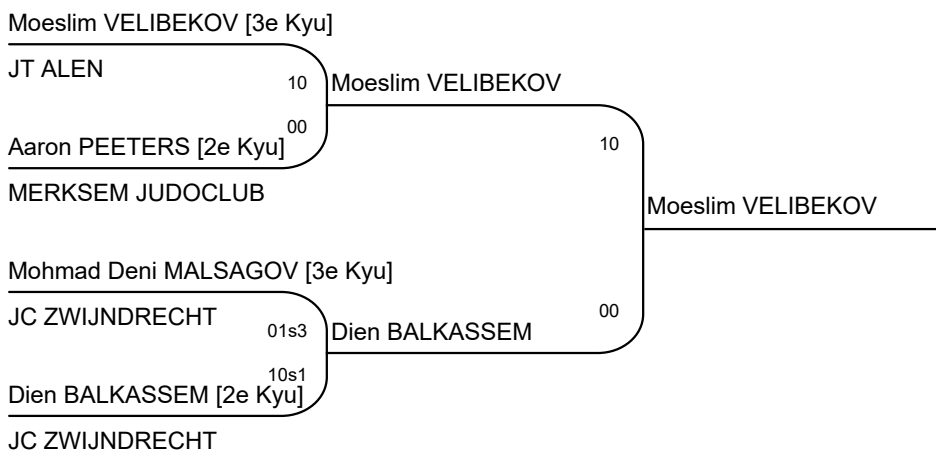 Moeslim VELIBEKOV [3e Kyu]
JT ALEN
10
Moeslim VELIBEKOV
00
Aaron PEETERS [2e Kyu]
10
MERKSEM JUDOCLUB
Moeslim VELIBEKOV
Mohmad Deni MALSAGOV [3e Kyu]
JC ZWIJNDRECHT
00
01s3
Dien BALKASSEM
10s1
Dien BALKASSEM [2e Kyu]
JC ZWIJNDRECHT